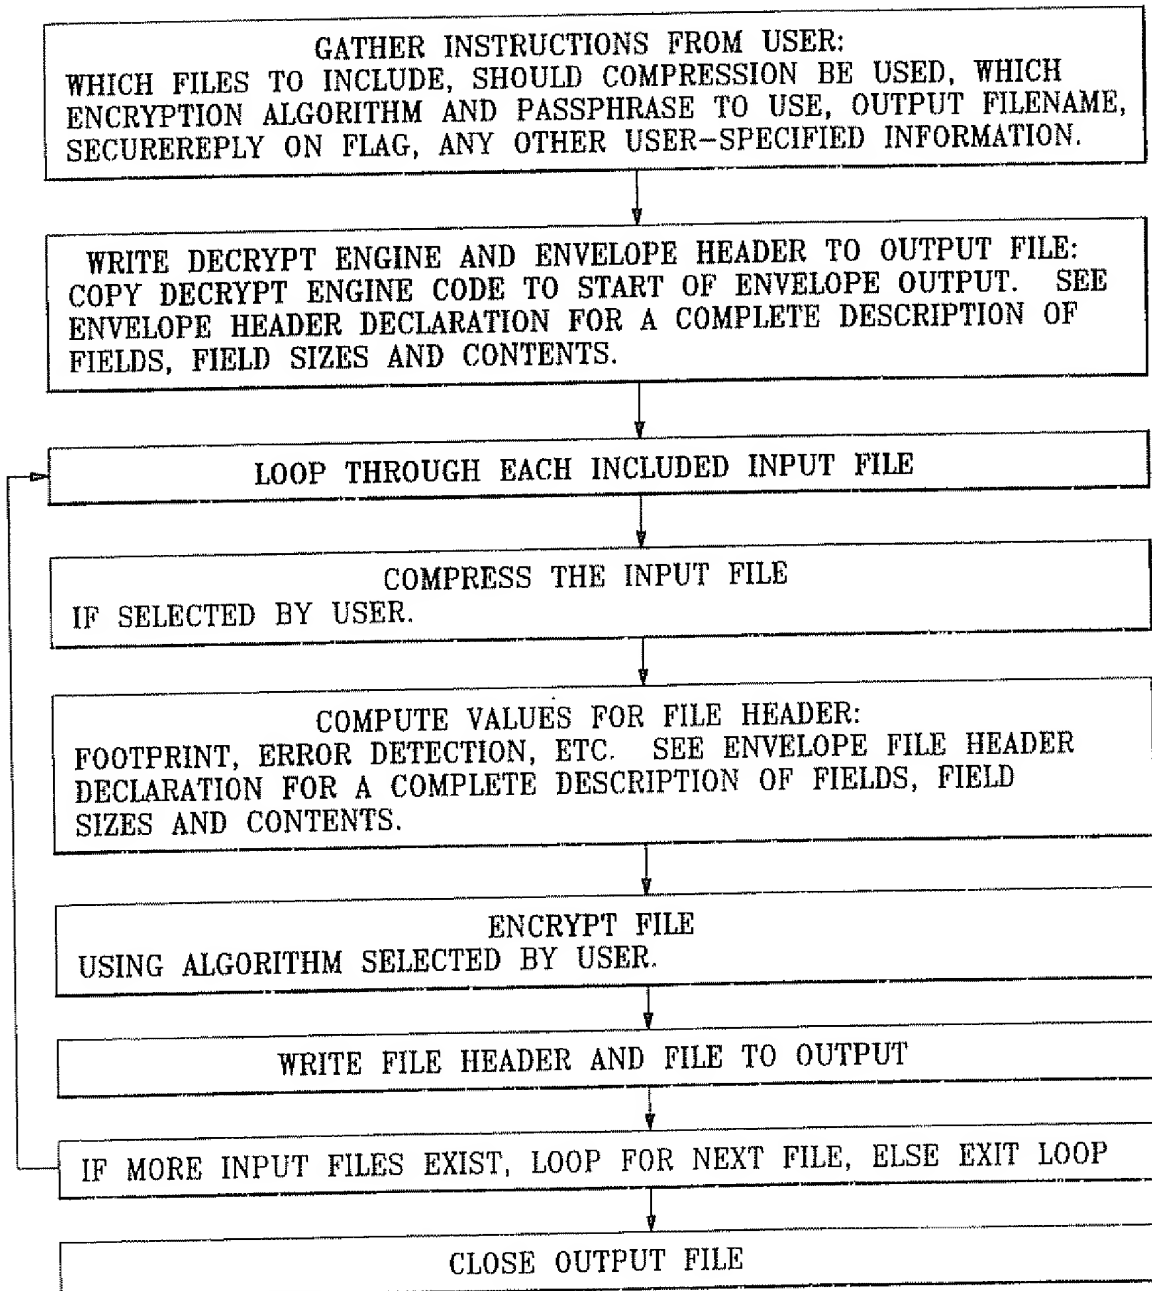 GATHER INSTRUCTIONS FROM USER:
WHICH FILES TO INCLUDE, SHOULD COMPRESSION BE USED, WHICH
ENCRYPTION ALGORITHM AND PASSPHRASE TO USE, OUTPUT FILENAME,
SECUREREPLY ON FLAG, ANY OTHER USER-SPECIFIED INFORMATION.
WRITE DECRYPT ENGINE AND ENVELOPE HEADER TO OUTPUT FILE:
COPY DECRYPT ENGINE CODE TO START OF ENVELOPE OUTPUT. SEE
ENVELOPE HEADER DECLARATION FOR A COMPLETE DESCRIPTION OF
FIELDS, FIELD SIZES AND CONTENTS.
LOOP THROUGH EACH INCLUDED INPUT FILE
COMPRESS THE INPUT FILE
IF SELECTED BY USER.
COMPUTE VALUES FOR FILE HEADER:
FOOTPRINT, ERROR DETECTION, ETC. SEE ENVELOPE FILE HEADER
DECLARATION FOR A COMPLETE DESCRIPTION OF FIELDS, FIELD
SIZES AND CONTENTS.
ENCRYPT FILE
USING ALGORITHM SELECTED BY USER.
WRITE FILE HEADER AND FILE TO OUTPUT
IF MORE INPUT FILES EXIST, LOOP FOR NEXT FILE, ELSE EXIT LOOP
CLOSE OUTPUT FILE